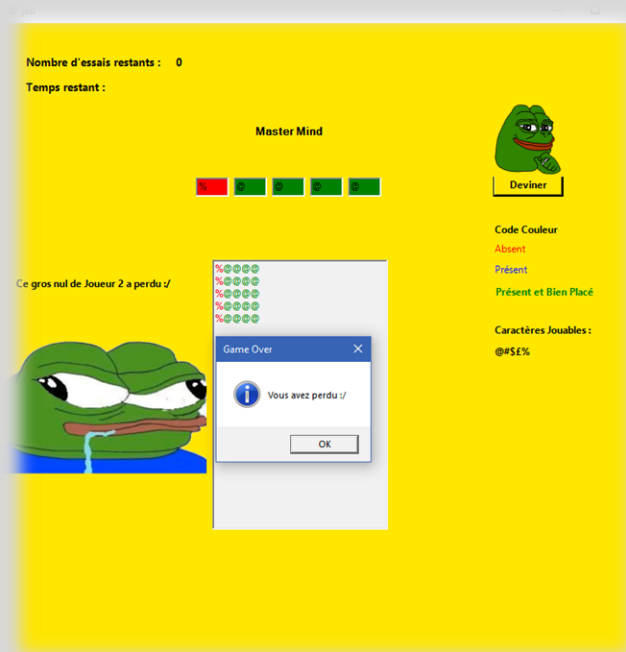 jeu
Nombre d'essais restants : 0
Temps restant :
Master Mind
% @ @ @ @
Deviner
Code Couleur
Absent
Présent
Présent et Bien Placé
Caractères Jouables :
@#$£%
Ce gros nul de Joueur 2 a perdu :/
%@@@@
%@@@@
%@@@@
%@@@@
%@@@@
Game Over
Vous avez perdu :/
OK